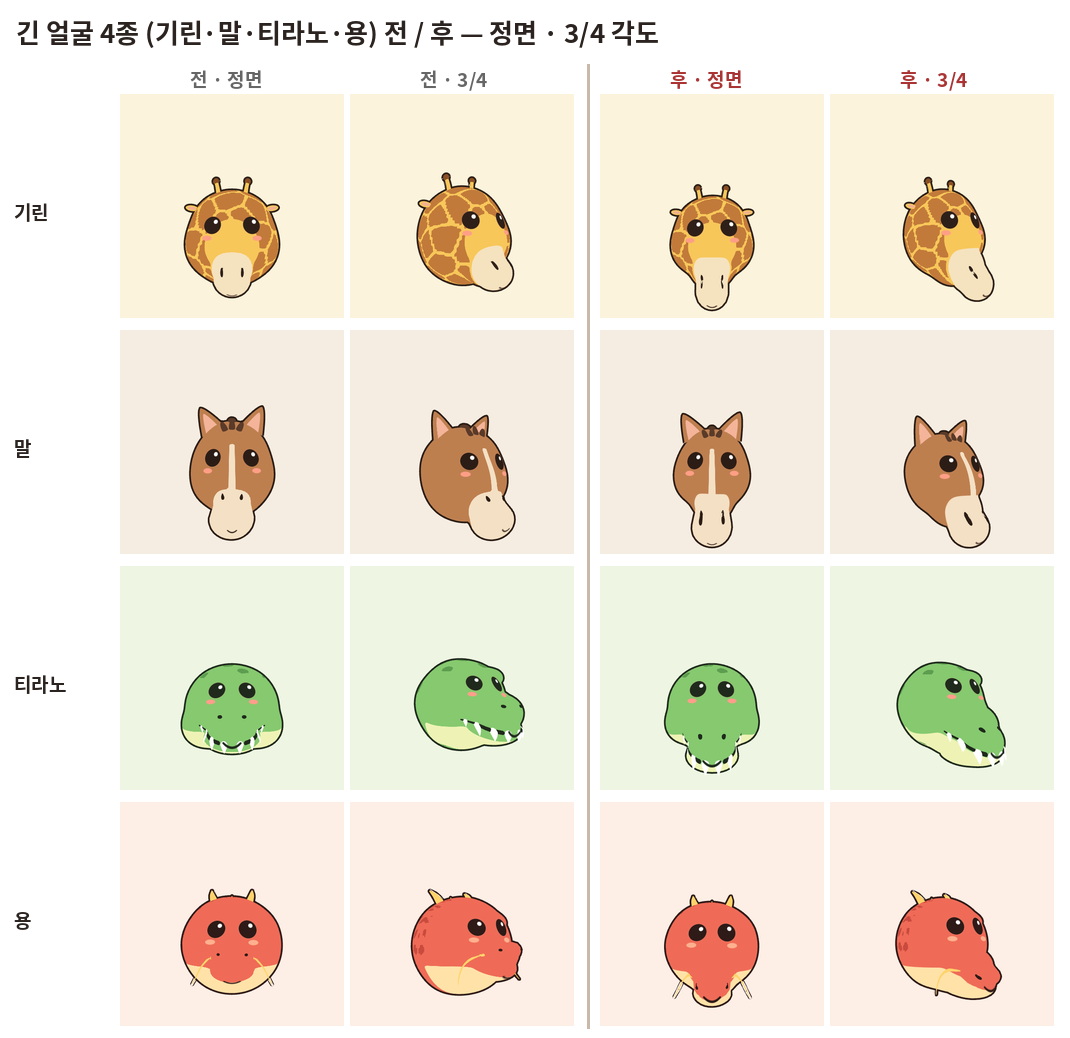 긴 얼굴 4종 (기린·말·티라노·용) 전 / 후 — 정면 · 3/4 각도
전 · 정면
전 · 3/4
후 · 정면
후 · 3/4
기린
말
티라노
용